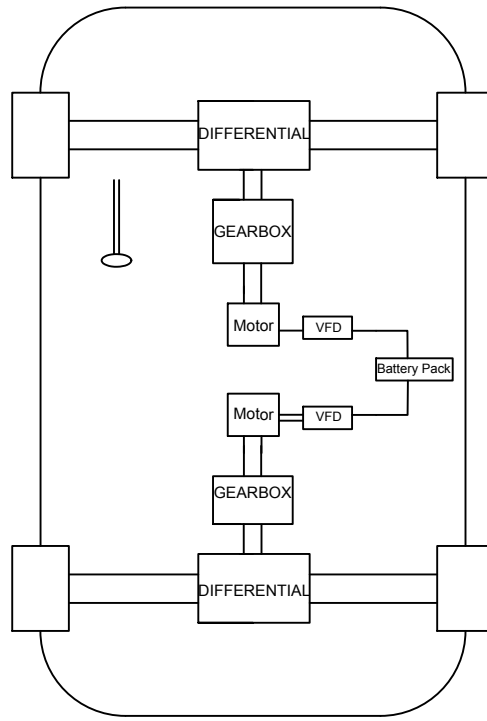 DIFFERENTIAL
GEARBOX
Motor
VFD
Battery Pack
Motor
VFD
GEARBOX
DIFFERENTIAL